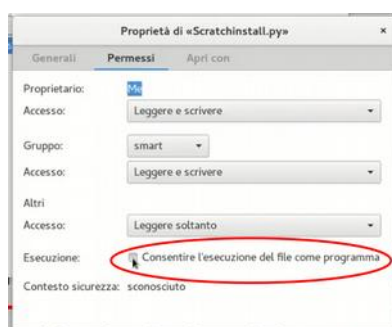 Proprietà di «Scratchinstall.py» ×
Generali Permessi Apri con
Proprietario: Me
Accesso: Leggere e scrivere
Gruppo: smart
Accesso: Leggere e scrivere
Altri
Accesso: Leggere soltanto
Esecuzione: Consentire l'esecuzione del file come programma
Contesto sicurezza: sconosciuto